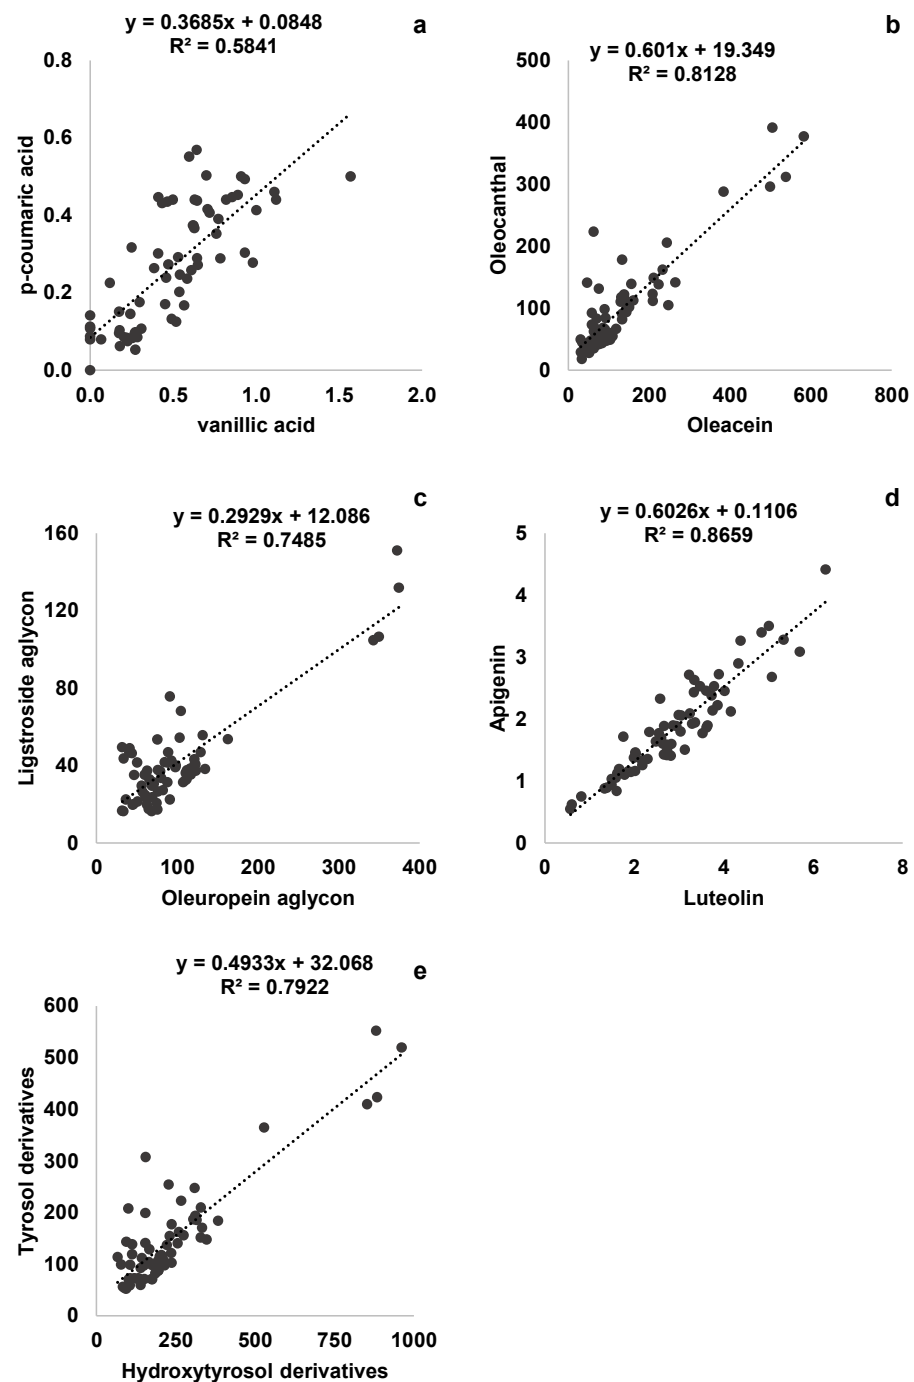 y = 0.3685x + 0.0848
R² = 0.5841
a
0.8
0.6
0.4
0.2
0.0
p-coumaric acid
0.0 0.5 1.0 1.5 2.0
vanillic acid
b
y = 0.601x + 19.349
R² = 0.8128
500
400
300
200
100
0
Oleocanthal
0 200 400 600 800
Oleacein
c
y = 0.2929x + 12.086
R² = 0.7485
160
120
80
40
0
Ligstroside aglycon
0 100 200 300 400
Oleuropein aglycon
d
y = 0.6026x + 0.1106
R² = 0.8659
5
4
3
2
1
0
Apigenin
0 2 4 6 8
Luteolin
y = 0.4933x + 32.068
R² = 0.7922
e
600
500
400
300
200
100
0
Tyrosol derivatives
0 250 500 750 1000
Hydroxytyrosol derivatives